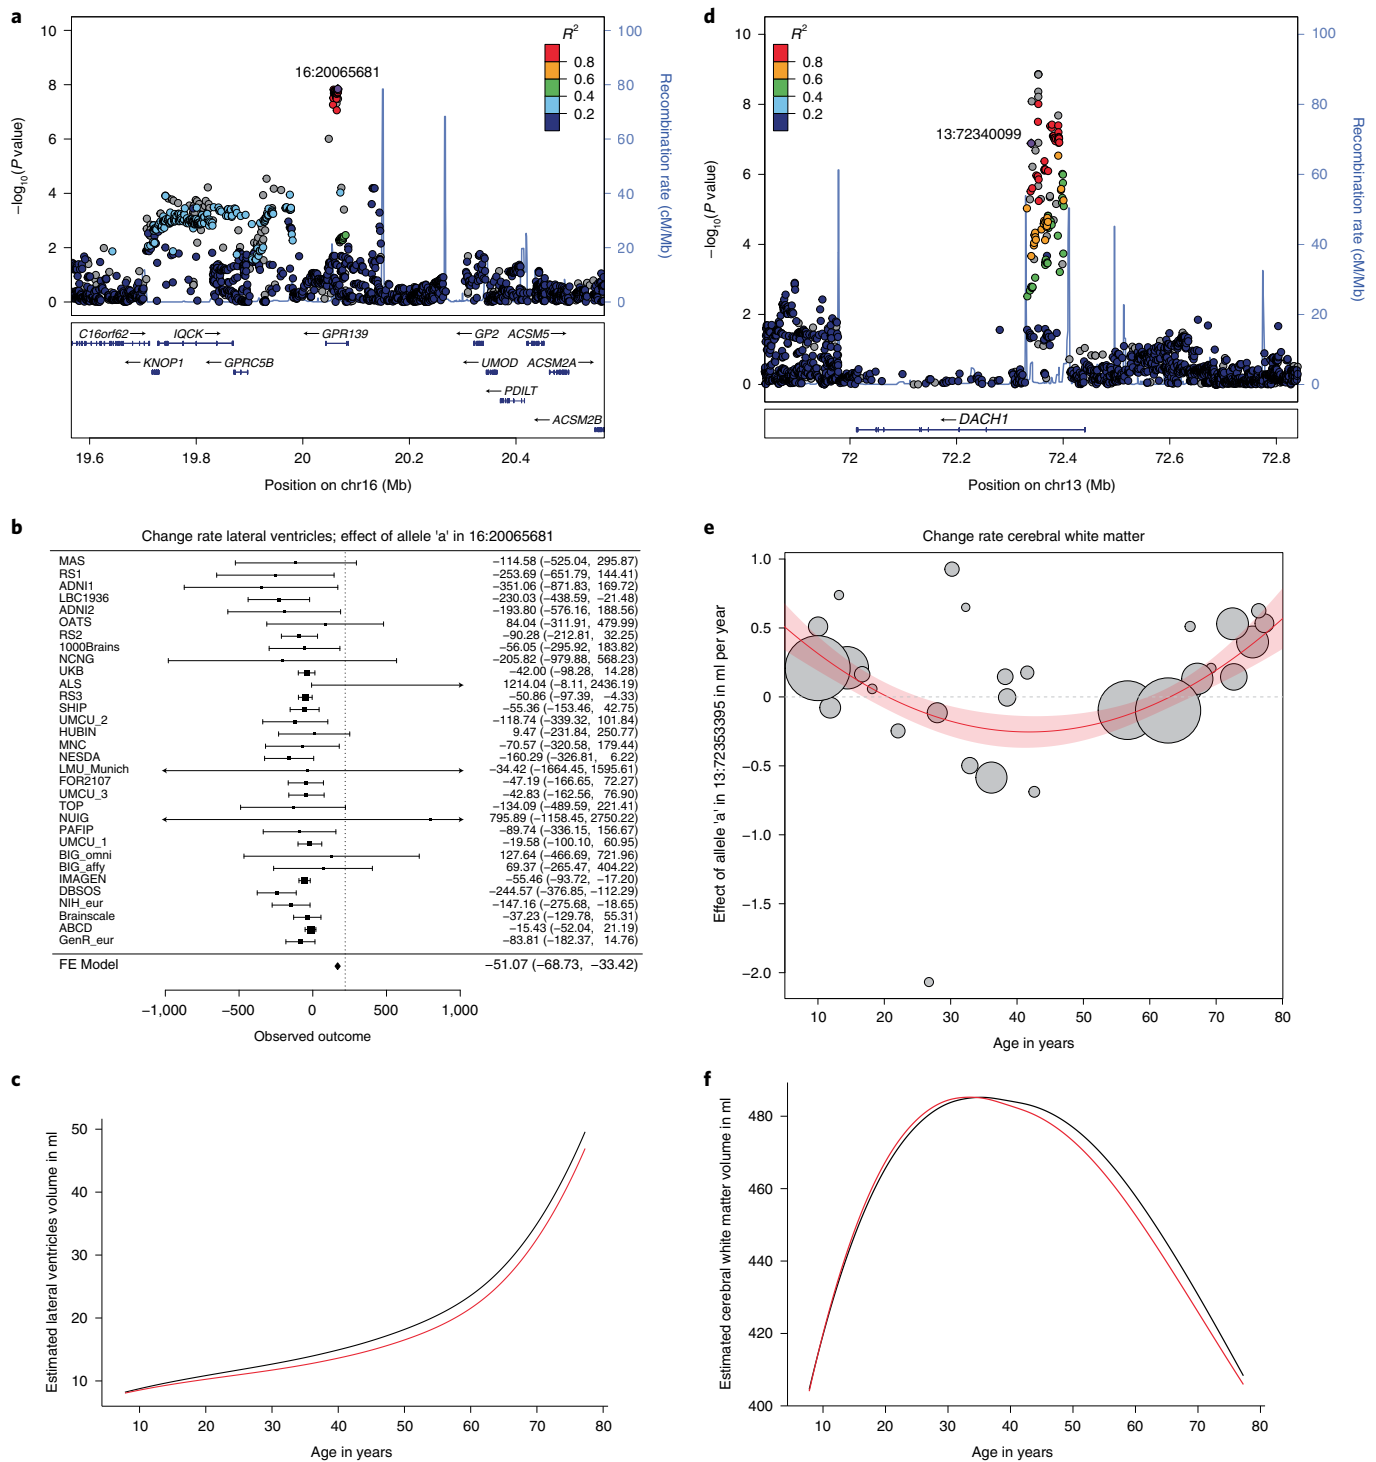 a
10
8
6
4
2
0
−log10(P value)
16:20065681
R2
0.8
0.6
0.4
0.2
100
80
60
40
20
0
Recombination rate (cM/Mb)
C16orf62
IQCK
GPR139
GP2
ACSM5
KNOP1
GPRC5B
UMOD
ACSM2A
PDILT
ACSM2B
19.6
19.8
20
20.2
20.4
Position on chr16 (Mb)
d
10
8
6
4
2
0
−log10(P value)
13:72340099
R2
0.8
0.6
0.4
0.2
100
80
60
40
20
0
Recombination rate (cM/Mb)
DACH1
72
72.2
72.4
72.6
72.8
Position on chr13 (Mb)
b
Change rate lateral ventricles; effect of allele 'a' in 16:20065681
MAS −114.58 (−525.04, 295.87)
RS1 −253.69 (−651.79, 144.41)
ADNI1 −351.06 (−871.83, 169.72)
LBC1936 −230.03 (−438.59, −21.48)
ADNI2 −193.80 (−576.16, 188.56)
OATS 84.04 (−311.91, 479.99)
RS2 −90.28 (−212.81, 32.25)
1000Brains −56.05 (−295.92, 183.82)
NCNG −205.82 (−979.88, 568.23)
UKB −42.00 (−98.28, 14.28)
ALS 1214.04 (−8.11, 2436.19)
RS3 −50.86 (−97.39, −4.33)
SHIP −55.36 (−153.46, 42.75)
UMCU_2 −118.74 (−339.32, 101.84)
HUBIN 9.47 (−231.84, 250.77)
MNC −70.57 (−320.58, 179.44)
NESDA −160.29 (−326.81, 6.22)
LMU_Munich −34.42 (−1664.45, 1595.61)
FOR2107 −47.19 (−166.65, 72.27)
UMCU_3 −42.83 (−162.56, 76.90)
TOP −134.09 (−489.59, 221.41)
NUIG 795.89 (−1158.45, 2750.22)
PAFIP −89.74 (−336.15, 156.67)
UMCU_1 −19.58 (−100.10, 60.95)
BIG_omni 127.64 (−466.69, 721.96)
BIG_affy 69.37 (−265.47, 404.22)
IMAGEN −55.46 (−93.72, −17.20)
DBSOS −244.57 (−376.85, −112.29)
NIH_eur −147.16 (−275.68, −18.65)
Brainscale −37.23 (−129.78, 55.31)
ABCD −15.43 (−52.04, 21.19)
GenR_eur −83.81 (−182.37, 14.76)
FE Model −51.07 (−68.73, −33.42)
−1,000
−500
0
500
1,000
Observed outcome
e
Change rate cerebral white matter
1.0
0.5
0
−0.5
−1.0
−1.5
−2.0
Effect of allele 'a' in 13:72353395 in ml per year
10
20
30
40
50
60
70
80
Age in years
c
50
40
30
20
10
Estimated lateral ventricles volume in ml
10
20
30
40
50
60
70
80
Age in years
f
480
460
440
420
400
Estimated cerebral white matter volume in ml
10
20
30
40
50
60
70
80
Age in years